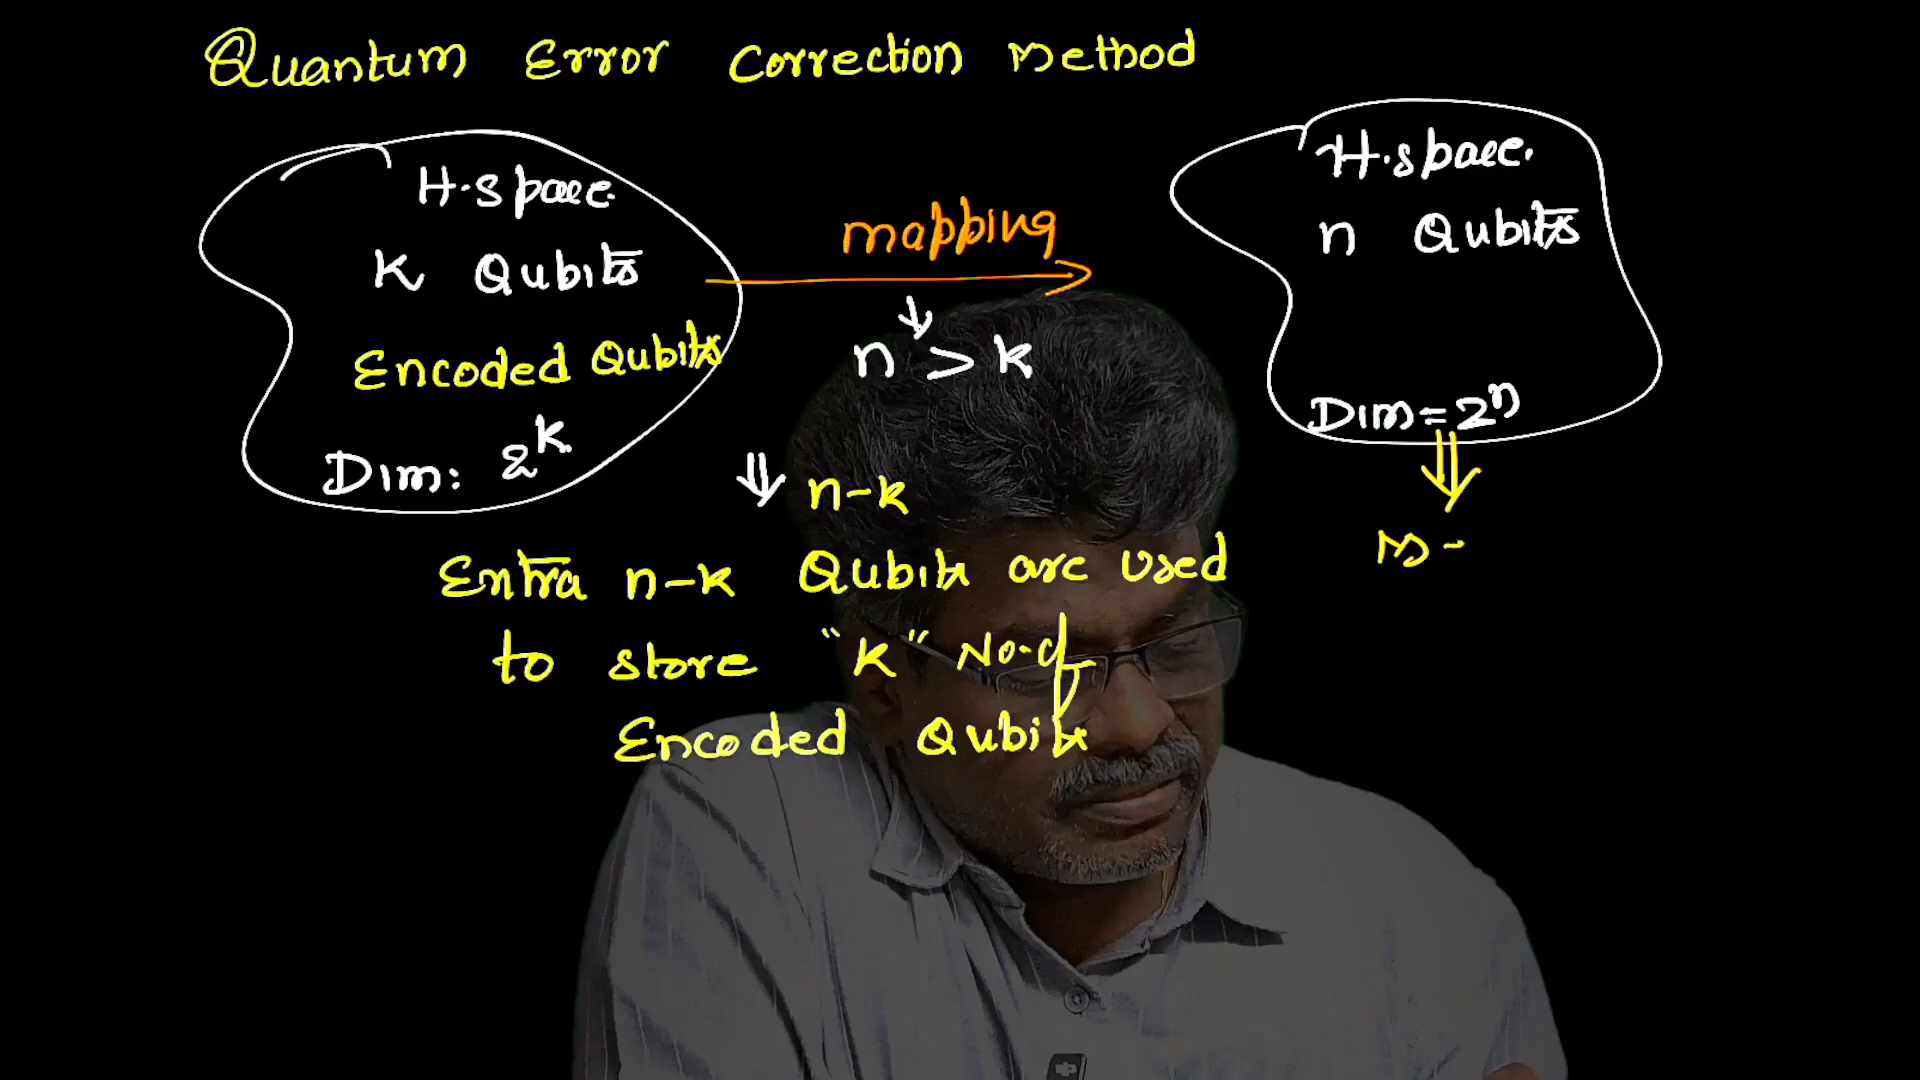 Quantum Error Correction Method
H.space
K Qubits
Encoded Qubits
Dim: 2^k
mapping
n > k
n-k
H.space.
n Qubits
Dim = 2^n
Extra n-k Qubits are used
to store "K" No. of
Encoded Qubits